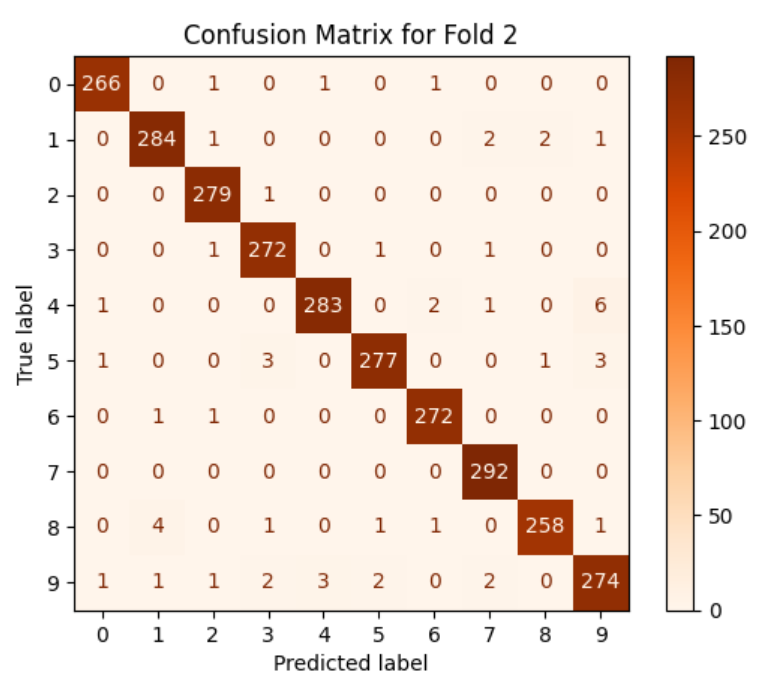 Confusion Matrix for Fold 2
0 266 0 1 0 1 0 1 0 0 0
1 0 284 1 0 0 0 0 2 2 1
2 0 0 279 1 0 0 0 0 0 0
3 0 0 1 272 0 1 0 1 0 0
4 1 0 0 0 283 0 2 1 0 6
5 1 0 0 3 0 277 0 0 1 3
6 0 1 1 0 0 0 272 0 0 0
7 0 0 0 0 0 0 0 292 0 0
8 0 4 0 1 0 1 1 0 258 1
9 1 1 1 2 3 2 0 2 0 274
0 1 2 3 4 5 6 7 8 9
Predicted label
True label
250
200
150
100
50
0